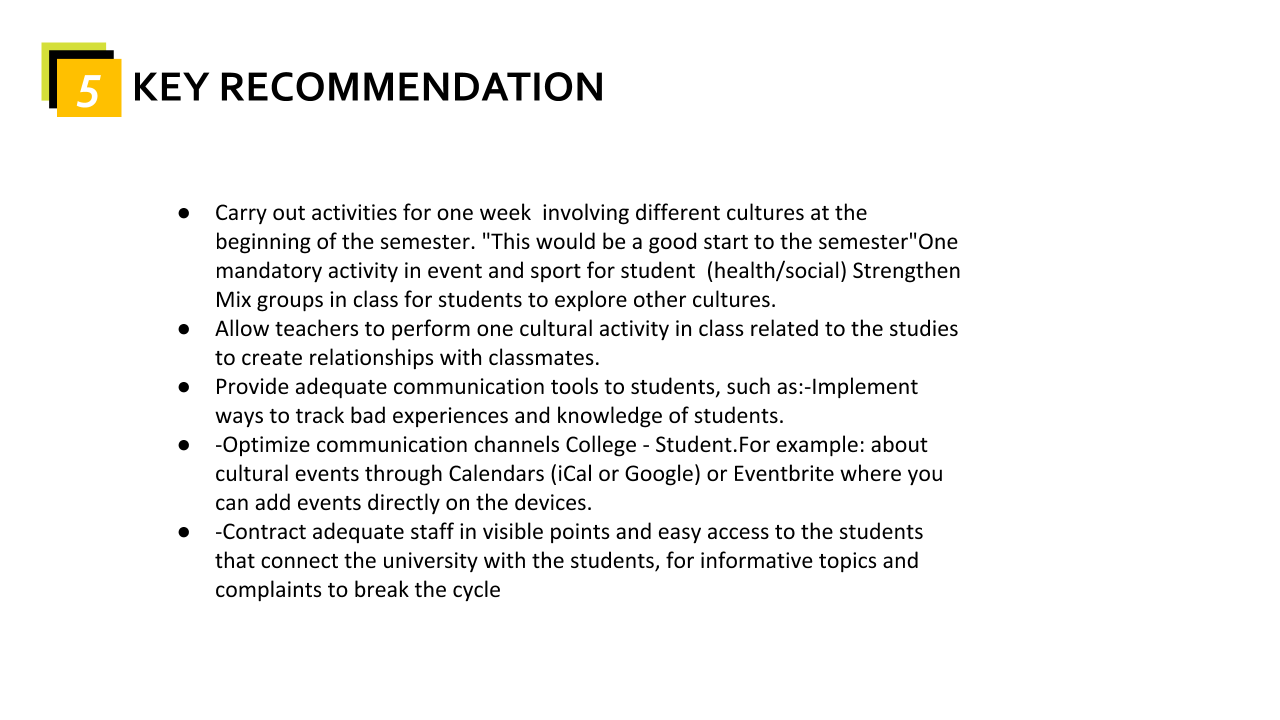 5 KEY RECOMMENDATION
● Carry out activities for one week  involving different cultures at the
beginning of the semester. "This would be a good start to the semester"One
mandatory activity in event and sport for student  (health/social) Strengthen
Mix groups in class for students to explore other cultures.
● Allow teachers to perform one cultural activity in class related to the studies
to create relationships with classmates.
● Provide adequate communication tools to students, such as:-Implement
ways to track bad experiences and knowledge of students.
● -Optimize communication channels College - Student.For example: about
cultural events through Calendars (iCal or Google) or Eventbrite where you
can add events directly on the devices.
● -Contract adequate staff in visible points and easy access to the students
that connect the university with the students, for informative topics and
complaints to break the cycle